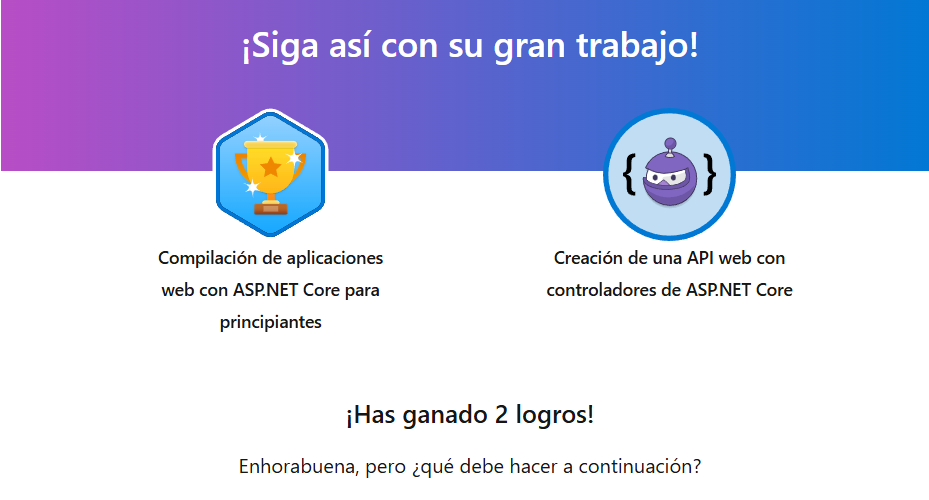 ¡Siga así con su gran trabajo!
{ }
Compilación de aplicaciones
web con ASP.NET Core para
principiantes
Creación de una API web con
controladores de ASP.NET Core
¡Has ganado 2 logros!
Enhorabuena, pero ¿qué debe hacer a continuación?